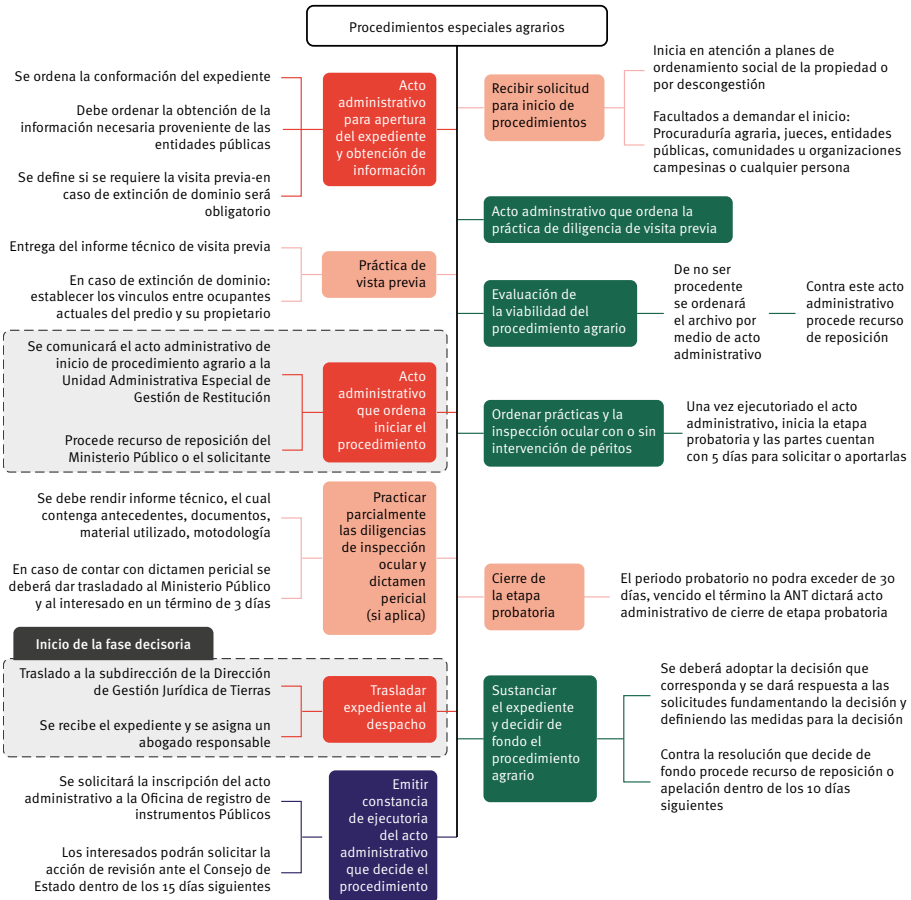 Procedimientos especiales agrarios
Se ordena la conformación del expediente
Debe ordenar la obtención de la
información necesaria proveniente de las
entidades públicas
Se define si se requiere la visita previa-en
caso de extinción de dominio será
obligatorio
Acto
administrativo
para apertura
del expediente
y obtención de
información
Recibir solicitud
para inicio de
procedimientos
Inicia en atención a planes de
ordenamiento social de la propiedad o
por descongestión
Facultados a demandar el inicio:
Procuraduría agraria, jueces, entidades
públicas, comunidades u organizaciones
campesinas o cualquier persona
Acto adminstrativo que ordena la
práctica de diligencia de visita previa
Entrega del informe técnico de visita previa
En caso de extinción de dominio:
establecer los vinculos entre ocupantes
actuales del predio y su propietario
Práctica de
vista previa
Evaluación de
la viabilidad del
procedimiento agrario
De no ser
procedente
se ordenará
el archivo por
medio de acto
administrativo
Contra este acto
administrativo
procede recurso
de reposición
Se comunicará el acto administrativo de
inicio de procedimiento agrario a la
Unidad Administrativa Especial de
Gestión de Restitución
Procede recurso de reposición del
Ministerio Público o el solicitante
Acto
administrativo
que ordena
iniciar el
procedimiento
Ordenar prácticas y la
inspección ocular con o sin
intervención de péritos
Una vez ejecutoriado el acto
administrativo, inicia la etapa
probatoria y las partes cuentan
con 5 días para solicitar o aportarlas
Se debe rendir informe técnico, el cual
contenga antecedentes, documentos,
material utilizado, motodología
En caso de contar con dictamen pericial se
deberá dar trasladado al Ministerio Público
y al interesado en un término de 3 días
Practicar
parcialmente
las diligencias
de inspección
ocular y
dictamen
pericial
(si aplica)
Cierre de
la etapa
probatoria
El periodo probatorio no podra exceder de 30
días, vencido el término la ANT dictará acto
administrativo de cierre de etapa probatoria
Inicio de la fase decisoria
Traslado a la subdirección de la Dirección
de Gestión Jurídica de Tierras
Se recibe el expediente y se asigna un
abogado responsable
Trasladar
expediente al
despacho
Sustanciar
el expediente
y decidir de
fondo el
procedimiento
agrario
Se deberá adoptar la decisión que
corresponda y se dará respuesta a las
solicitudes fundamentando la decisión y
definiendo las medidas para la decisión
Contra la resolución que decide de
fondo procede recurso de reposición o
apelación dentro de los 10 días
siguientes
Se solicitará la inscripción del acto
administrativo a la Oficina de registro de
instrumentos Públicos
Los interesados podrán solicitar la
acción de revisión ante el Consejo de
Estado dentro de los 15 días siguientes
Emitir
constancia
de ejecutoria
del acto
administrativo
que decide el
procedimiento